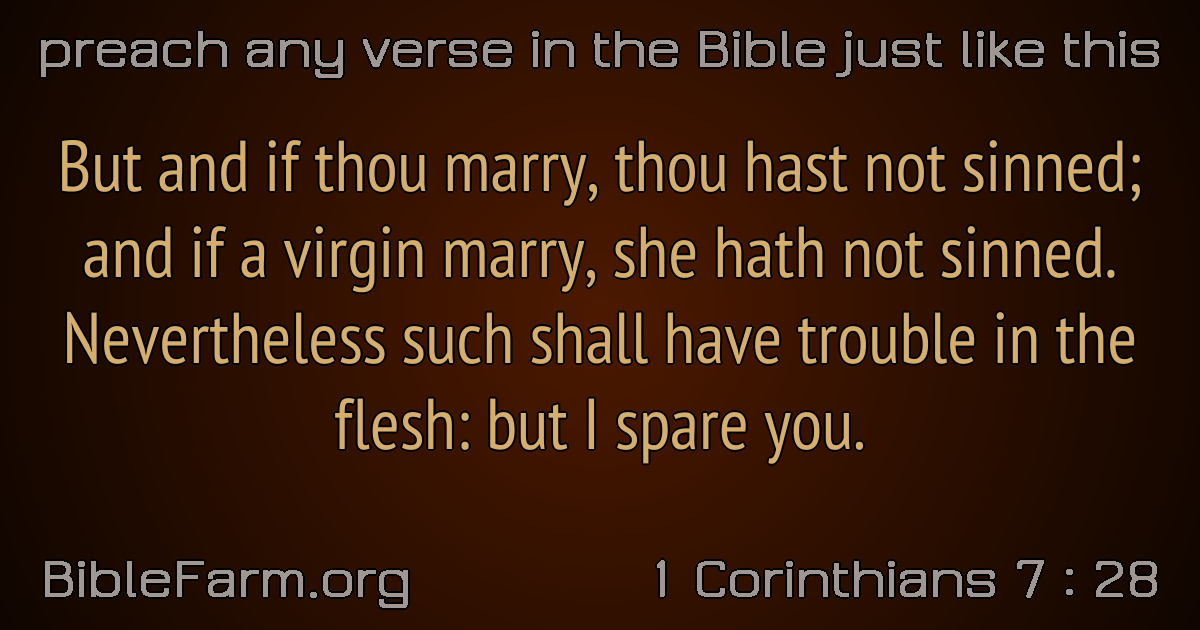 preach any verse in the Bible just like this
But and if thou marry, thou hast not sinned;
and if a virgin marry, she hath not sinned.
Nevertheless such shall have trouble in the
flesh: but I spare you.
BibleFarm.org
1 Corinthians 7 : 28